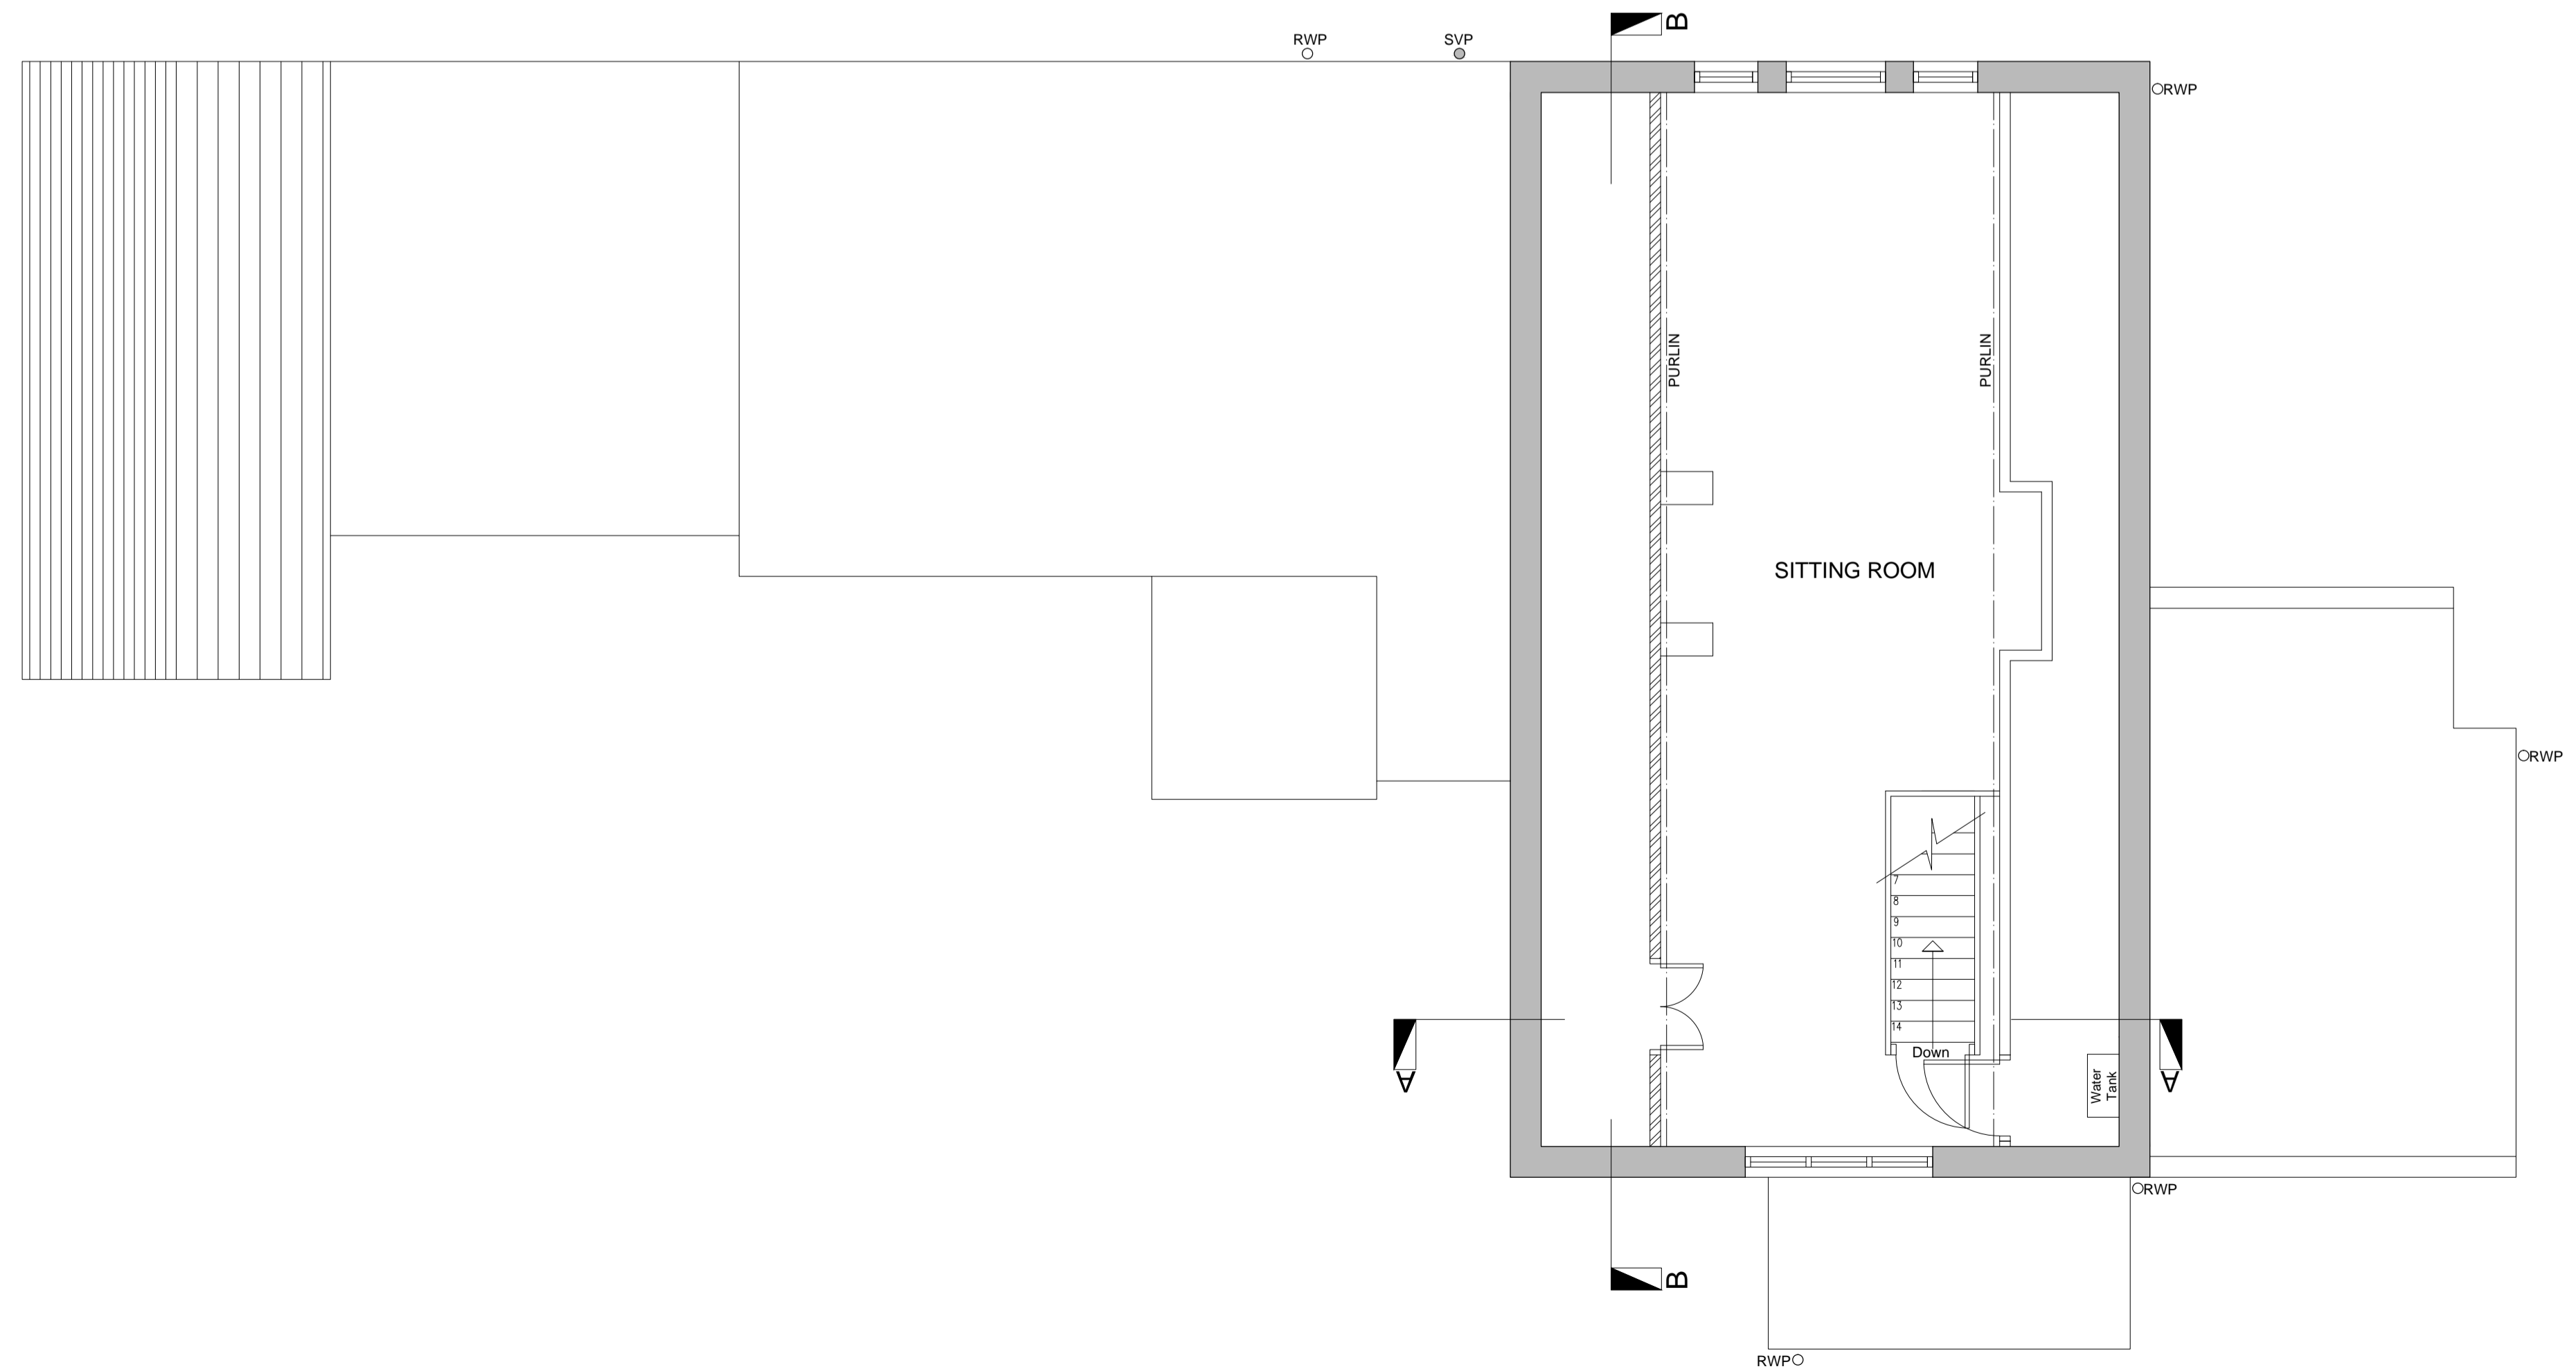 B
RWP
SVP
RWP
PURLIN
PURLIN
SITTING ROOM
RWP
7
8
9
10
11
12
13
14
Down
A
Water
Tank
A
RWP
B
RWP